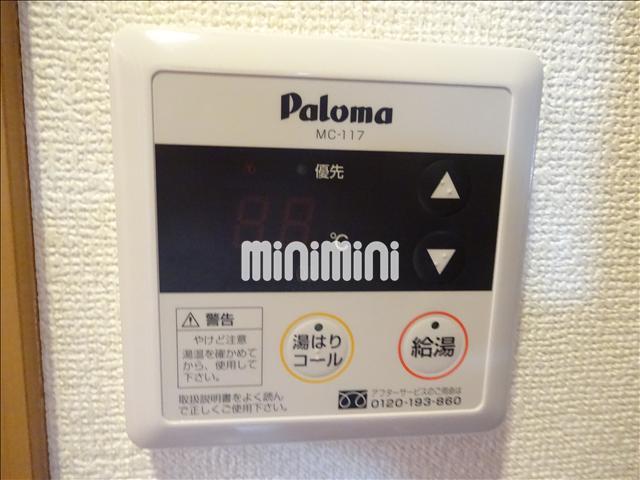 Paloma
MC-117
優先
℃
minimini
警告
やけど注意
湯温を確かめて
から、使用して
下さい。
取扱説明書をよく読ん
で正しくご使用下さい。
湯はり
コール
給湯
アフターサービスのご用命は
0120-193-860